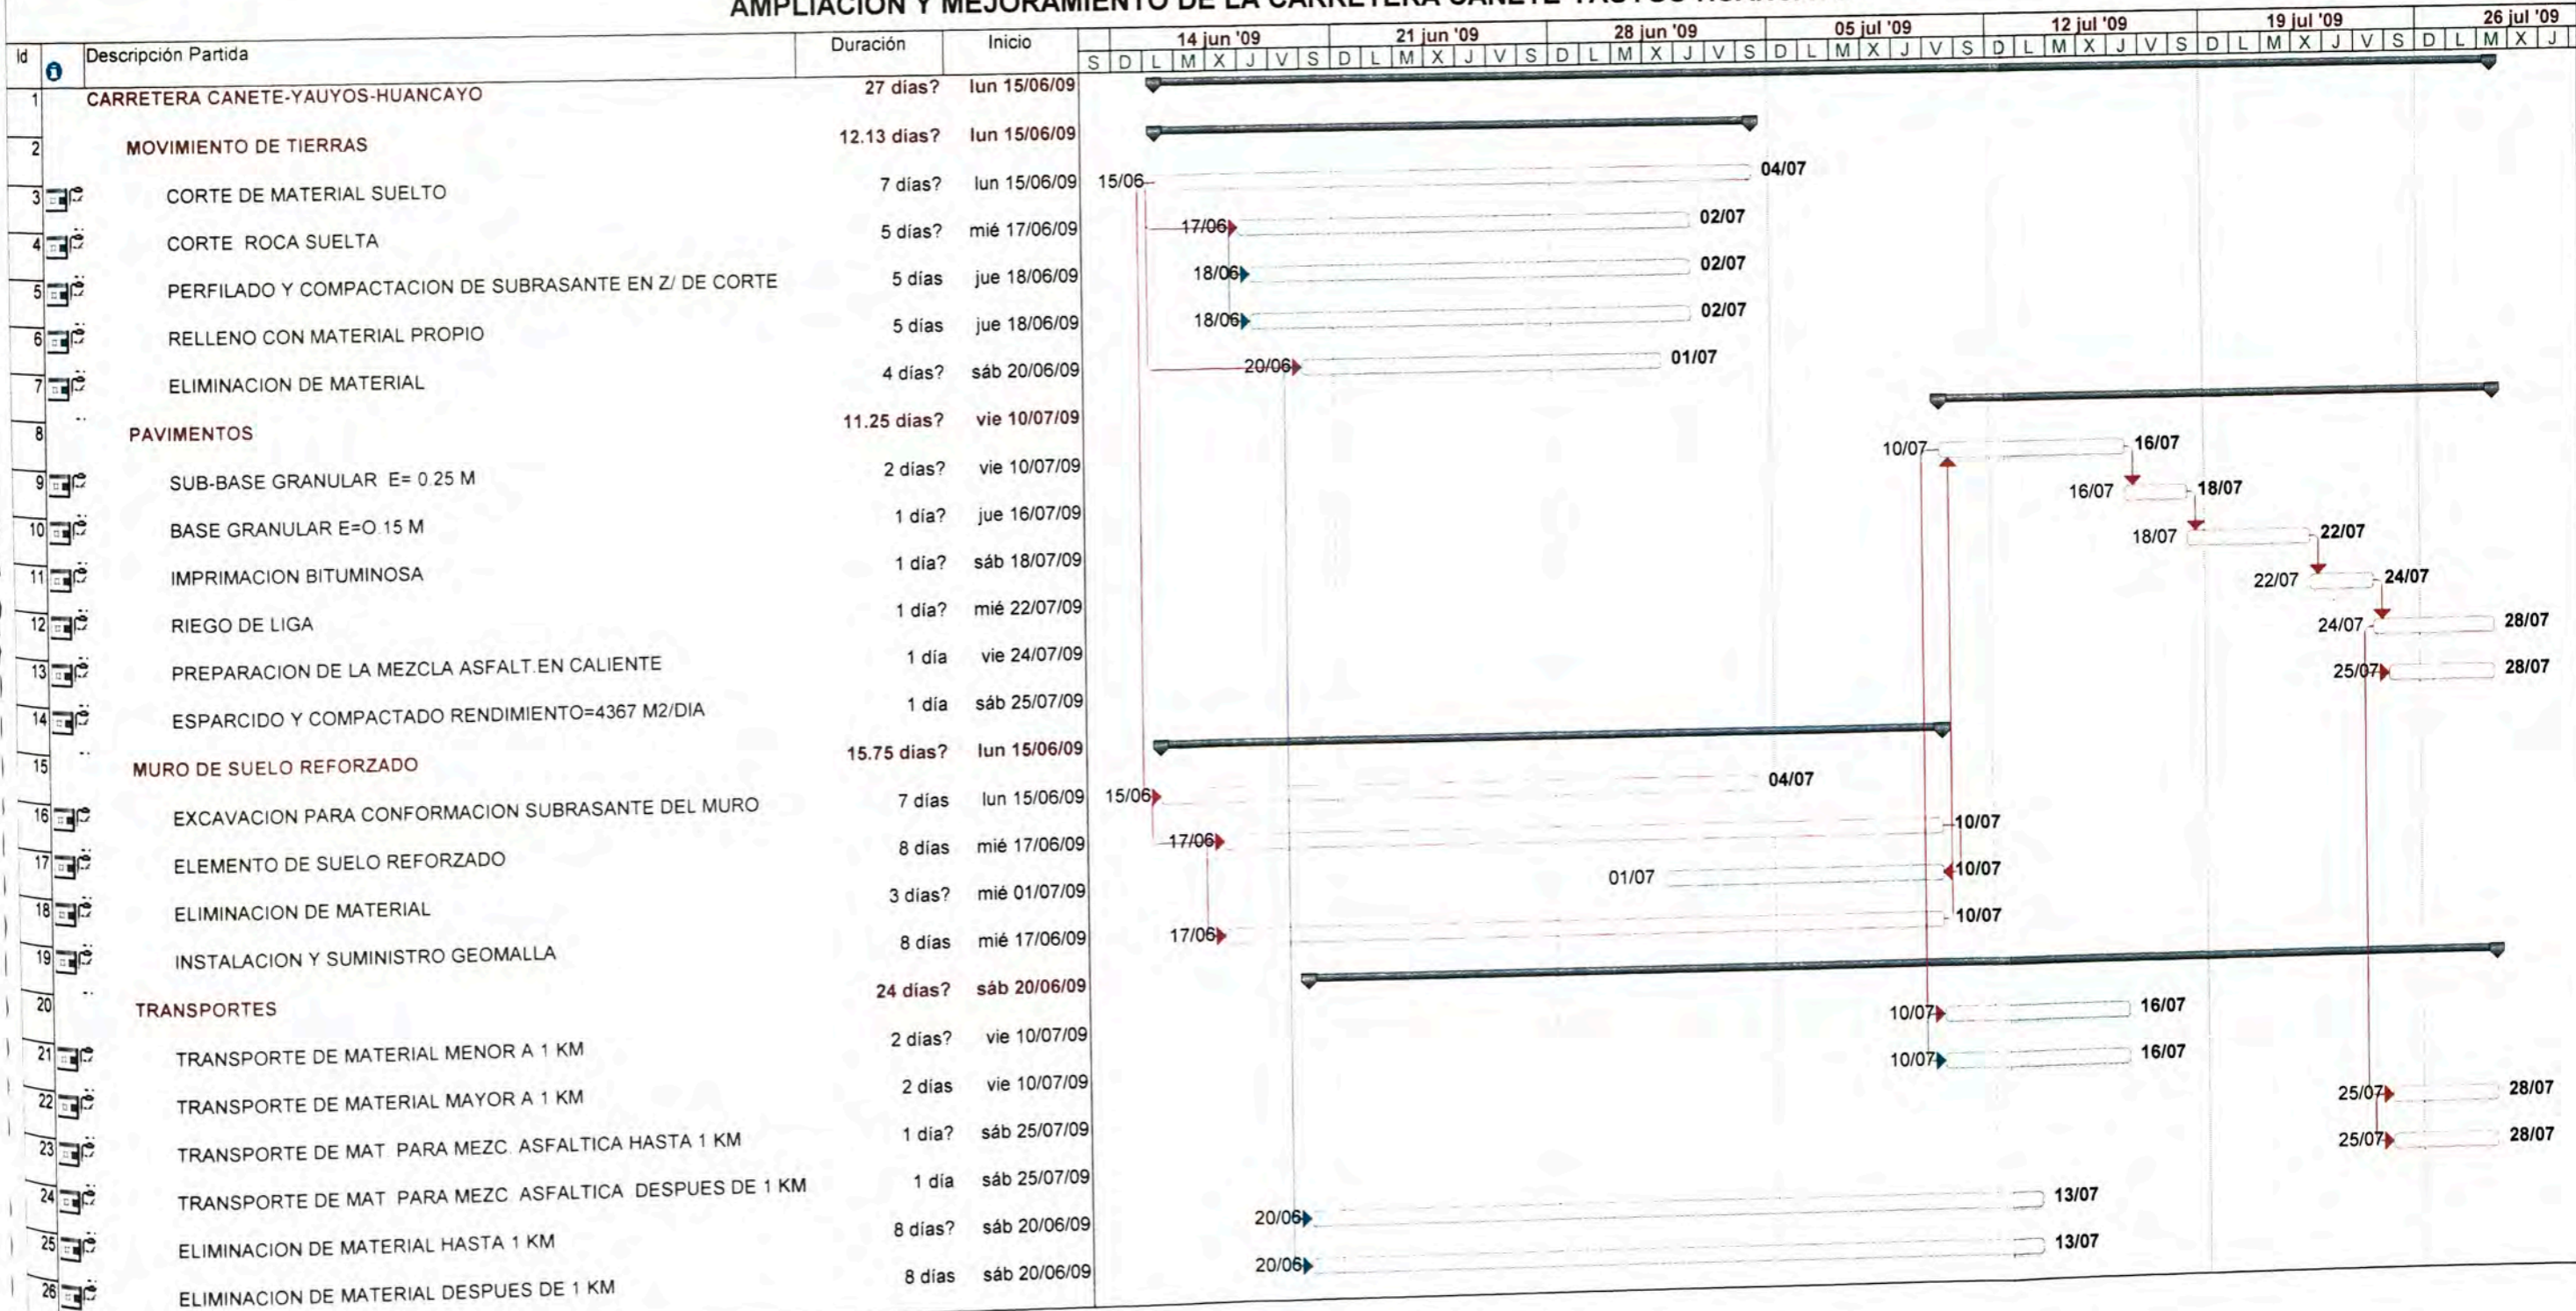 AMPLIACION Y MEJORAMIENTO DE LA CARRETERA CAÑETE-YAUYOS
Id Descripción Partida Duración Inicio 14 jun '09 21 jun '09 28 jun '09 05 jul '09 12 jul '09 19 jul '09 26 jul '09
S D L M X J V S D L M X J V S D L M X J V S D L M X J V S D L M X J V S D L M X J V S D L M X J
1 CARRETERA CANETE-YAUYOS-HUANCAYO 27 días? lun 15/06/09
2 MOVIMIENTO DE TIERRAS 12.13 días? lun 15/06/09
3 CORTE DE MATERIAL SUELTO 7 días? lun 15/06/09 15/06 04/07
4 CORTE ROCA SUELTA 5 días? mié 17/06/09 17/06 02/07
5 PERFILADO Y COMPACTACION DE SUBRASANTE EN Z/ DE CORTE 5 días jue 18/06/09 18/06 02/07
6 RELLENO CON MATERIAL PROPIO 5 días jue 18/06/09 18/06 02/07
7 ELIMINACION DE MATERIAL 4 días? sáb 20/06/09 20/06 01/07
8 PAVIMENTOS 11.25 días? vie 10/07/09
9 SUB-BASE GRANULAR E= 0.25 M 2 días? vie 10/07/09 10/07 16/07
10 BASE GRANULAR E=O.15 M 1 día? jue 16/07/09 16/07 18/07
11 IMPRIMACION BITUMINOSA 1 día? sáb 18/07/09 18/07 22/07
12 RIEGO DE LIGA 1 día? mié 22/07/09 22/07 24/07
13 PREPARACION DE LA MEZCLA ASFALT.EN CALIENTE 1 día vie 24/07/09 24/07 28/07
14 ESPARCIDO Y COMPACTADO RENDIMIENTO=4367 M2/DIA 1 día sáb 25/07/09 25/07 28/07
15 MURO DE SUELO REFORZADO 15.75 días? lun 15/06/09
16 EXCAVACION PARA CONFORMACION SUBRASANTE DEL MURO 7 días lun 15/06/09 15/06 04/07
17 ELEMENTO DE SUELO REFORZADO 8 días mié 17/06/09 17/06 10/07
18 ELIMINACION DE MATERIAL 3 días? mié 01/07/09 01/07 10/07
19 INSTALACION Y SUMINISTRO GEOMALLA 8 días mié 17/06/09 17/06 10/07
20 TRANSPORTES 24 días? sáb 20/06/09
21 TRANSPORTE DE MATERIAL MENOR A 1 KM 2 días? vie 10/07/09 10/07 16/07
22 TRANSPORTE DE MATERIAL MAYOR A 1 KM 2 días vie 10/07/09 10/07 16/07
23 TRANSPORTE DE MAT. PARA MEZC. ASFALTICA HASTA 1 KM 1 día? sáb 25/07/09 25/07 28/07
24 TRANSPORTE DE MAT. PARA MEZC. ASFALTICA DESPUES DE 1 KM 1 día sáb 25/07/09 25/07 28/07
25 ELIMINACION DE MATERIAL HASTA 1 KM 8 días? sáb 20/06/09 20/06 13/07
26 ELIMINACION DE MATERIAL DESPUES DE 1 KM 8 días sáb 20/06/09 20/06 13/07